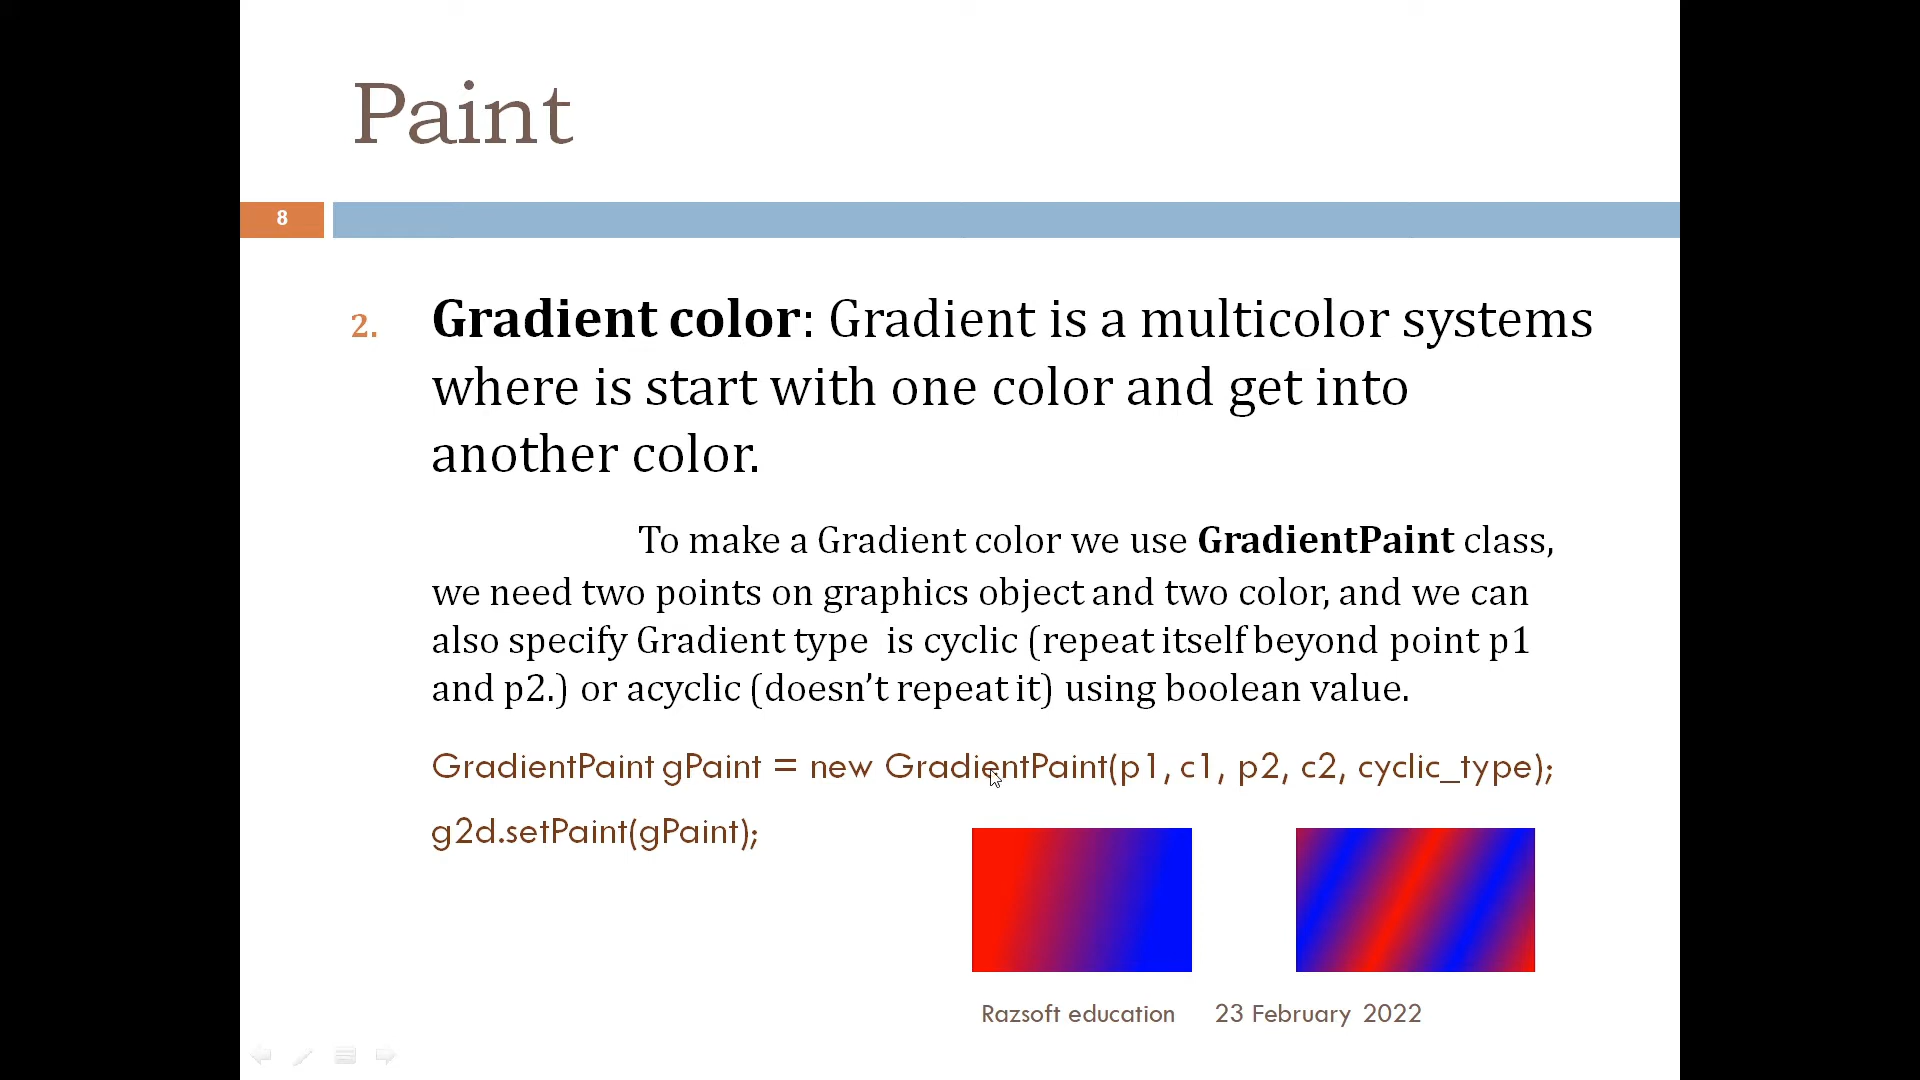 Paint
8
2. Gradient color: Gradient is a multicolor systems
where is start with one color and get into
another color.
To make a Gradient color we use GradientPaint class,
we need two points on graphics object and two color, and we can
also specify Gradient type is cyclic (repeat itself beyond point p1
and p2.) or acyclic (doesn’t repeat it) using boolean value.
GradientPaint gPaint = new GradientPaint(p1, c1, p2, c2, cyclic_type);
g2d.setPaint(gPaint);
Razsoft education 23 February 2022